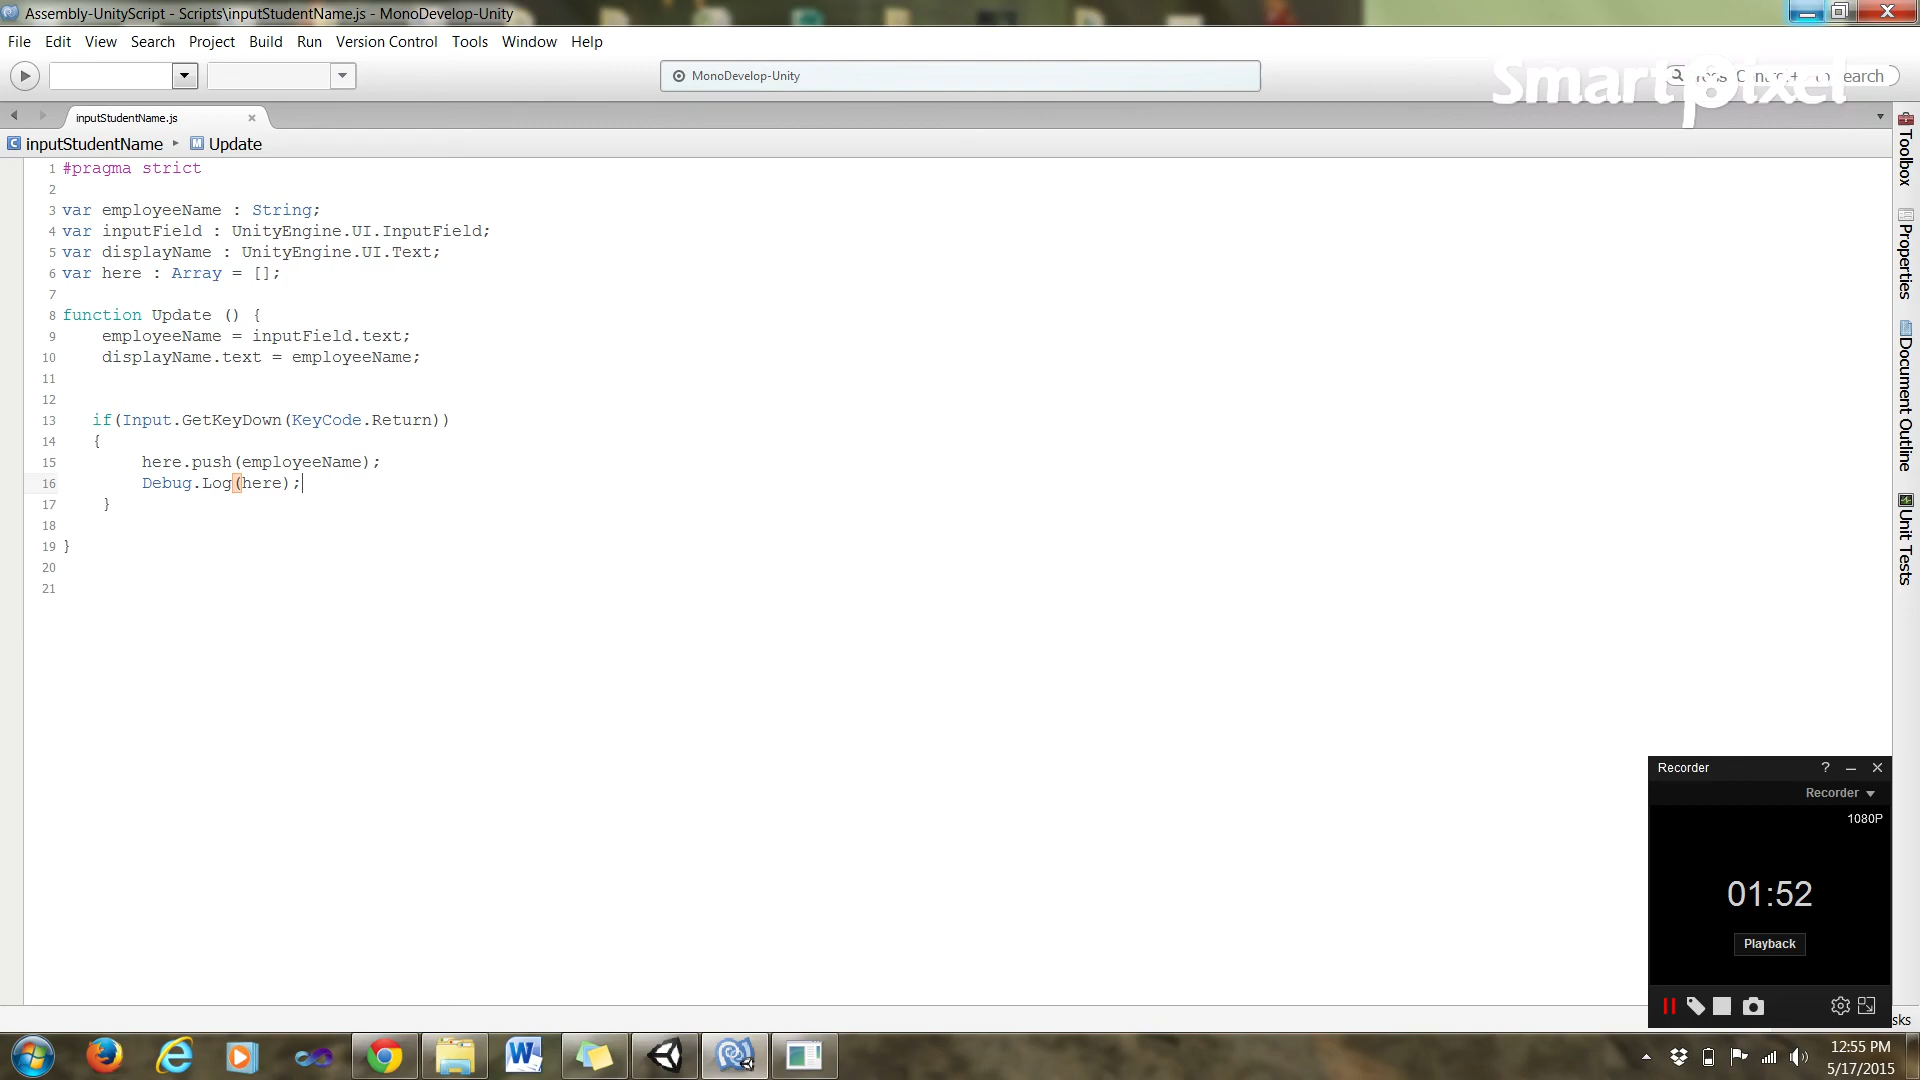 Assembly-UnityScript - Scripts\inputStudentName.js - MonoDevelop-Unity
File Edit View Search Project Build Run Version Control Tools Window Help
MonoDevelop-Unity
SmartPixel
inputStudentName.js
inputStudentName Update
1 #pragma strict
2
3 var employeeName : String;
4 var inputField : UnityEngine.UI.InputField;
5 var displayName : UnityEngine.UI.Text;
6 var here : Array = [];
7
8 function Update () {
9 employeeName = inputField.text;
10 displayName.text = employeeName;
11
12
13 if(Input.GetKeyDown(KeyCode.Return))
14 {
15 here.push(employeeName);
16 Debug.Log(here);
17 }
18
19 }
20
21
Toolbox
Properties
Document Outline
Unit Tests
Recorder
Recorder
1080P
01:52
Playback
12:55 PM
5/17/2015